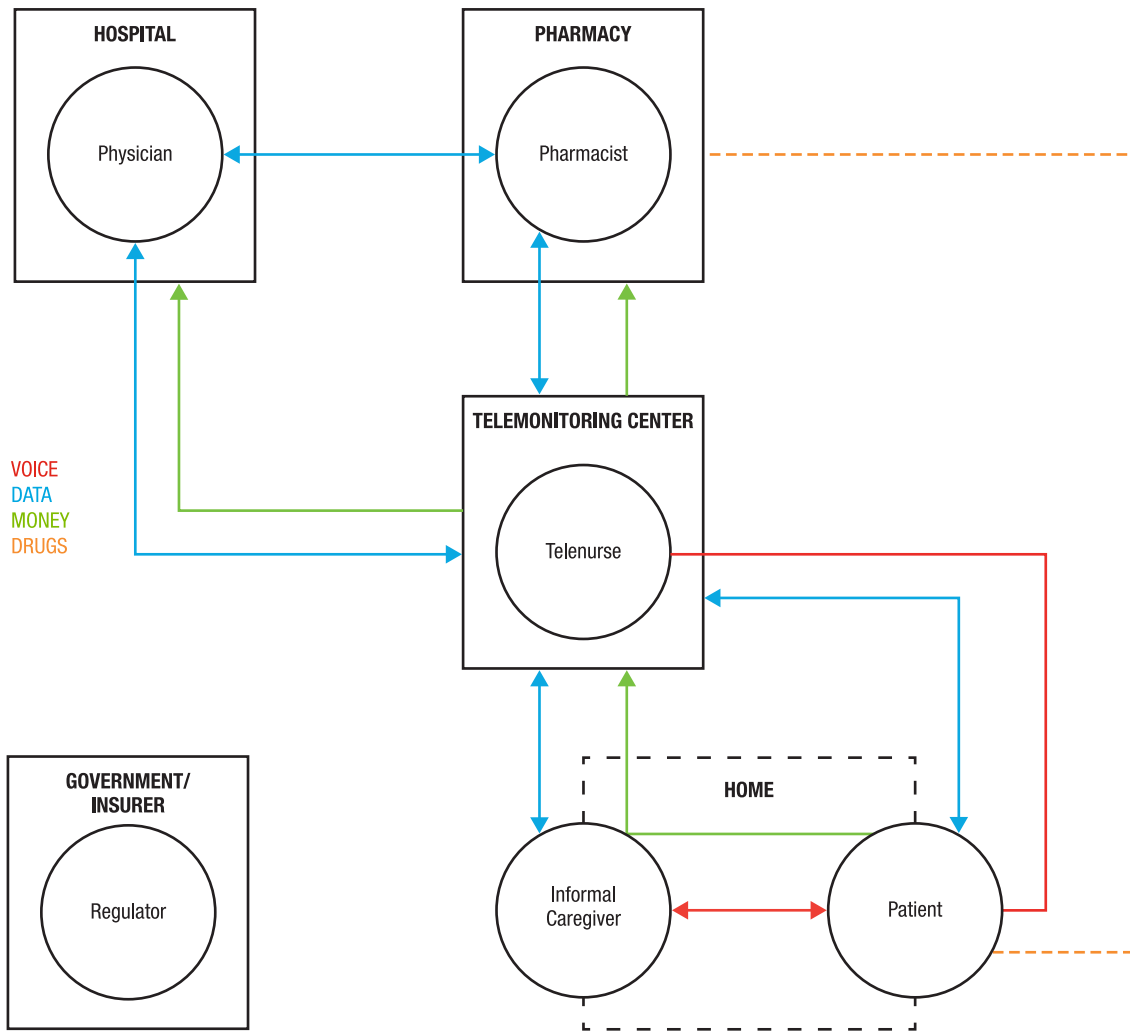 HOSPITAL
Physician
PHARMACY
Pharmacist
TELEMONITORING CENTER
Telenurse
VOICE
DATA
MONEY
DRUGS
GOVERNMENT/
INSURER
Regulator
HOME
Informal
Caregiver
Patient